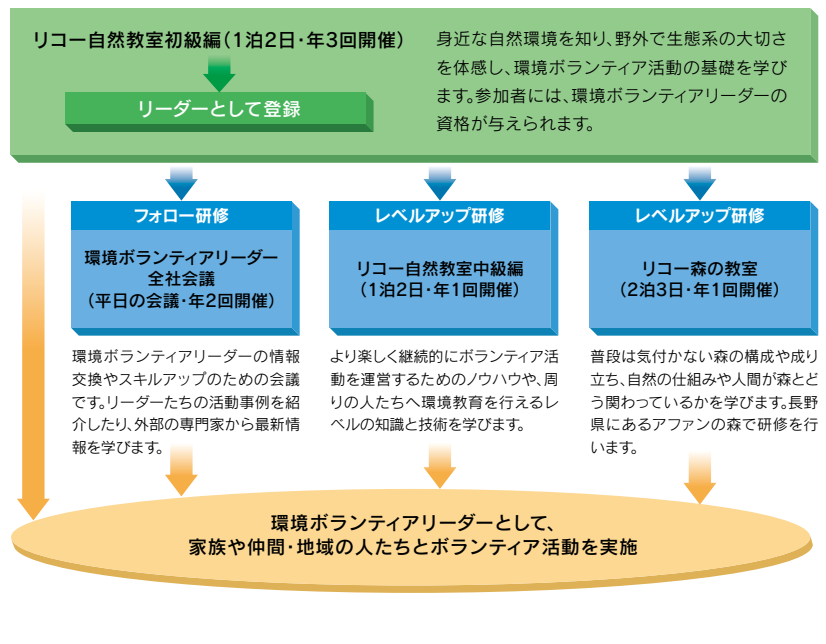 リコー自然教室初級編（1泊2日・年3回開催）
リーダーとして登録
身近な自然環境を知り、野外で生態系の大切さ
を体感し、環境ボランティア活動の基礎を学び
ます。参加者には、環境ボランティアリーダーの
資格が与えられます。
フォロー研修
環境ボランティアリーダー
全社会議
（平日の会議・年2回開催）
環境ボランティアリーダーの情報
交換やスキルアップのための会議
です。リーダーたちの活動事例を紹
介したり、外部の専門家から最新情
報を学びます。
レベルアップ研修
リコー自然教室中級編
（1泊2日・年1回開催）
より楽しく継続的にボランティア活
動を運営するためのノウハウや、周
りの人たちへ環境教育を行えるレ
ベルの知識と技術を学びます。
レベルアップ研修
リコー森の教室
（2泊3日・年1回開催）
普段は気付かない森の構成や成り
立ち、自然の仕組みや人間が森とど
う関わっているかを学びます。長野
県にあるアファンの森で研修を行
います。
環境ボランティアリーダーとして、
家族や仲間・地域の人たちとボランティア活動を実施